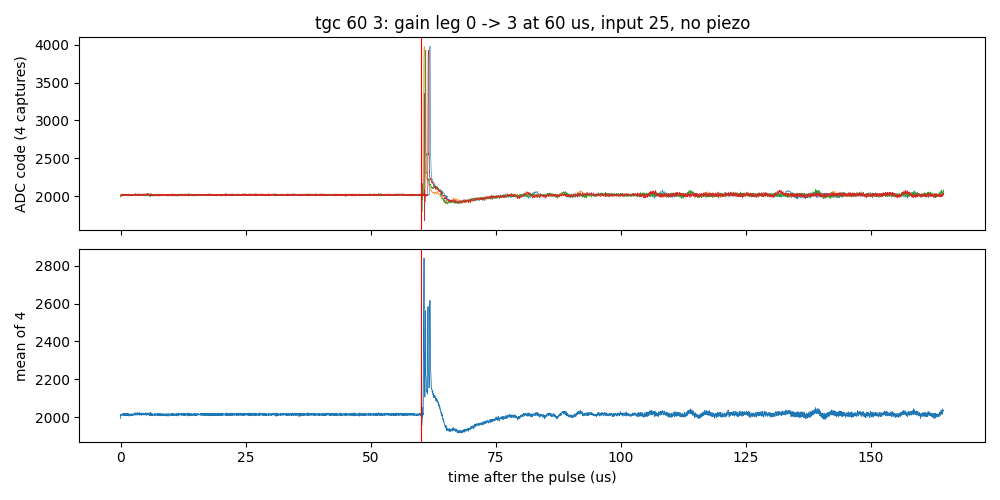 tgc 60 3: gain leg 0 -> 3 at 60 us, input 25, no piezo
ADC code (4 captures)
4000
3500
3000
2500
2000
mean of 4
2800
2600
2400
2200
2000
0 25 50 75 100 125 150
time after the pulse (us)